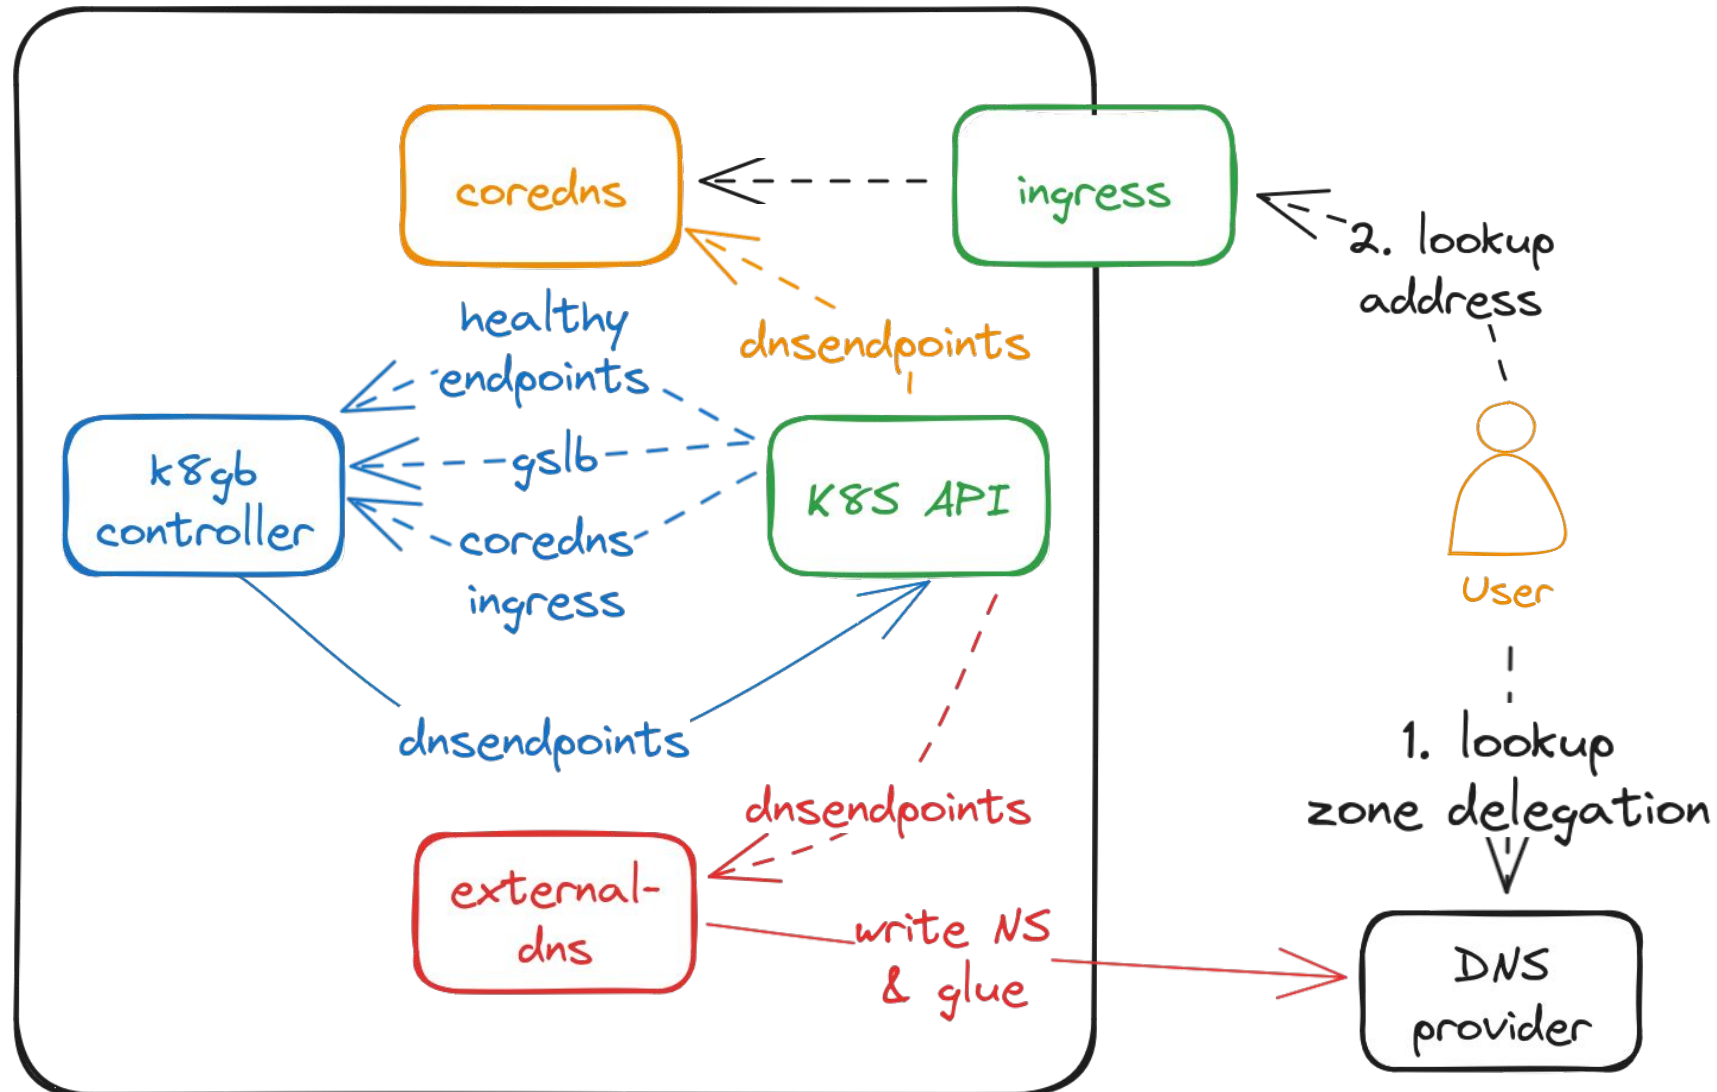 coredns
ingress
2. lookup
address
healthy
endpoints
dnsendpoints
gslb
k8gb
controller
K8S API
coredns
ingress
User
dnsendpoints
1. lookup
zone delegation
dnsendpoints
external-
dns
write NS
& glue
DNS
provider